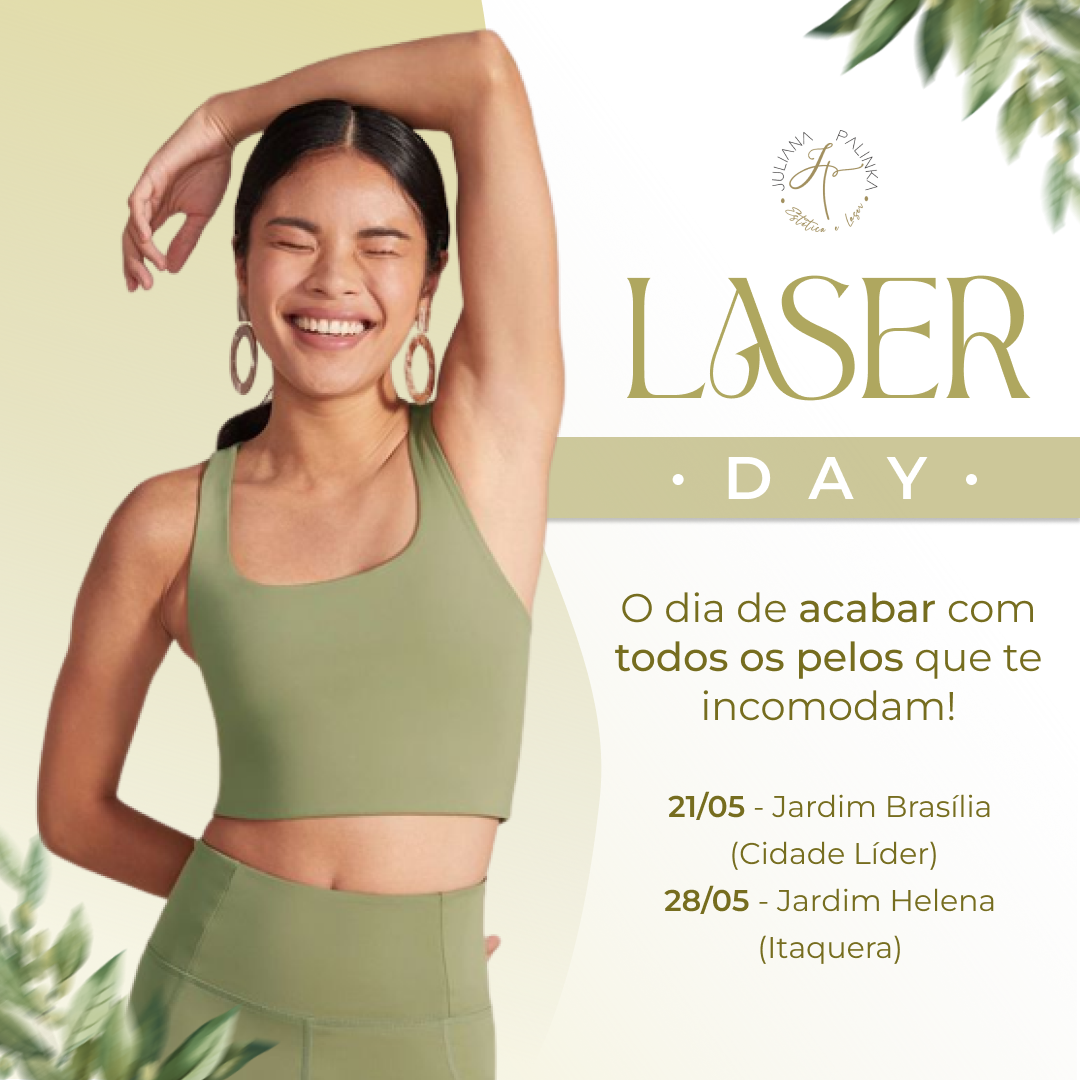 JULIANA PALINKA
JP
• Estética e Laser •
LASER
• DAY •
O dia de acabar com
todos os pelos que te
incomodam!
21/05 - Jardim Brasília
(Cidade Líder)
28/05 - Jardim Helena
(Itaquera)